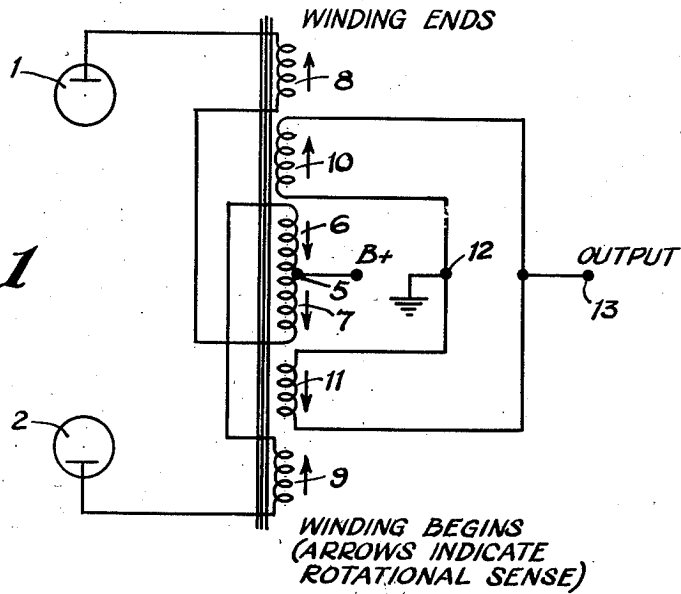 WINDING ENDS
1
8
10
6
B+
12
OUTPUT
1
5
13
7
11
2
9
WINDING BEGINS
(ARROWS INDICATE
ROTATIONAL SENSE)